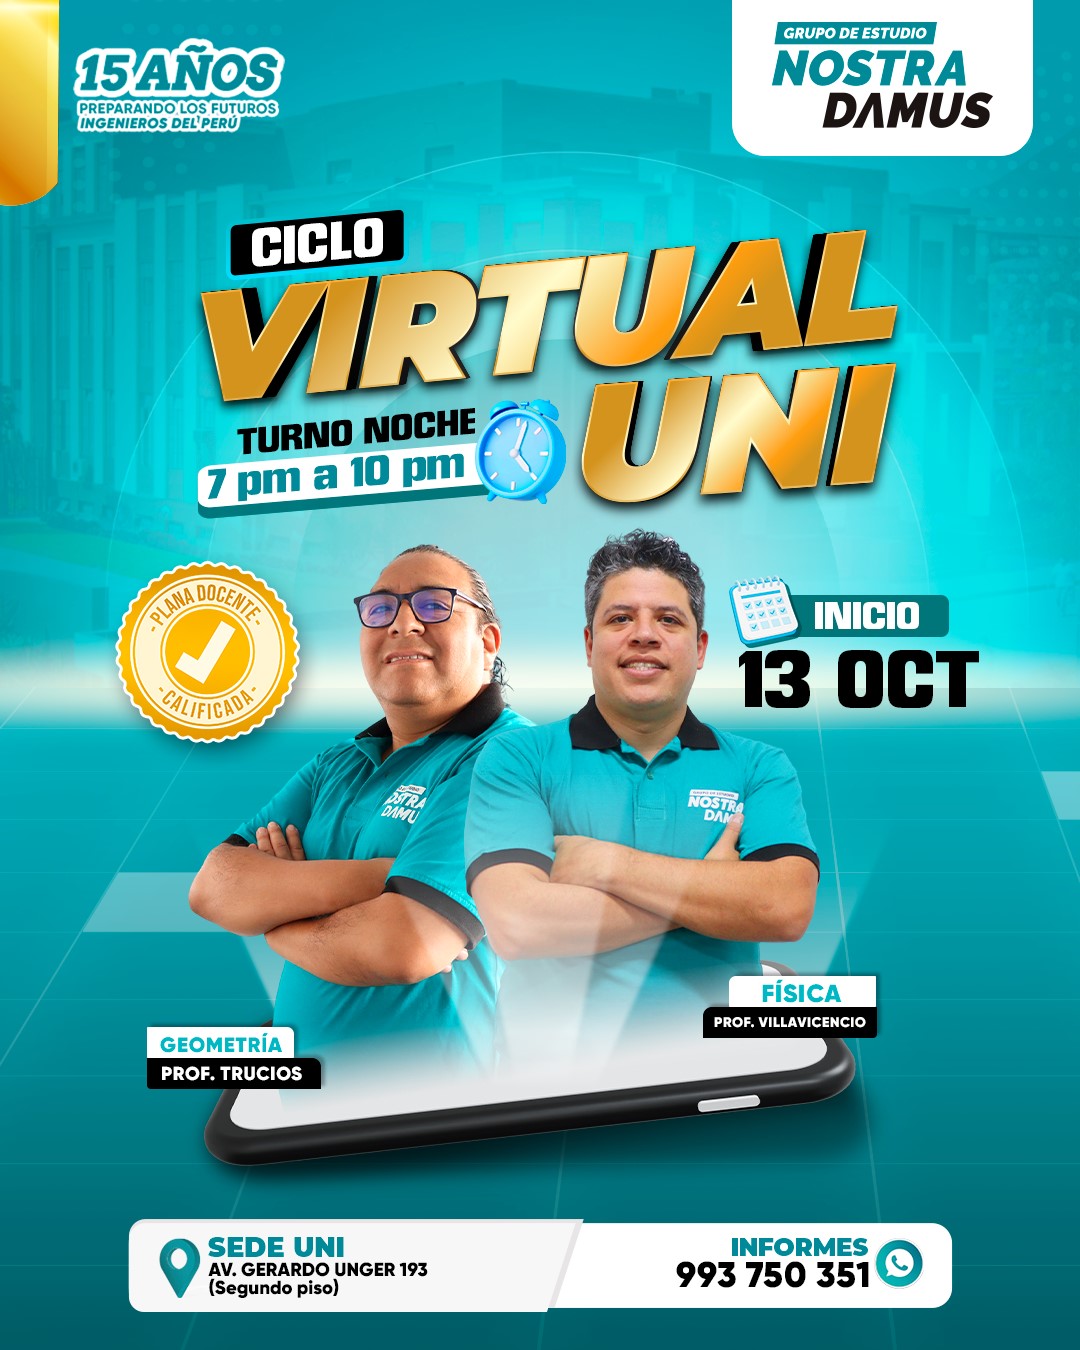 15 AÑOS
PREPARANDO LOS FUTUROS
INGENIEROS DEL PERÚ
GRUPO DE ESTUDIO
NOSTRA
DAMUS
CICLO
VIRTUAL
UNI
TURNO NOCHE
7 pm a 10 pm
- PLANA DOCENTE -
- CALIFICADA -
INICIO
13 OCT
NOSTRA
DAMU
NOSTRA
DAM
FÍSICA
PROF. VILLAVICENCIO
GEOMETRÍA
PROF. TRUCIOS
SEDE UNI
AV. GERARDO UNGER 193
(Segundo piso)
INFORMES
993 750 351